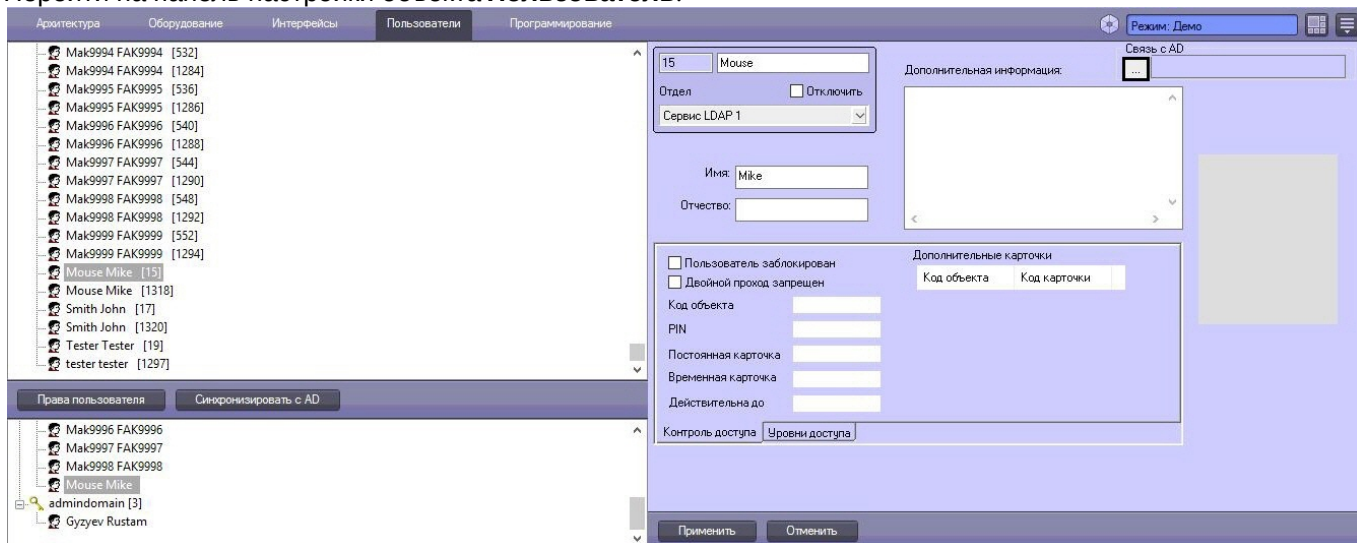 Перейти на панель настройки объекта Пользователь.
Архитектура Оборудование Интерфейсы Пользователи Программирование Режим: Демо
Mak9994 FAK9994 [532]
Mak9994 FAK9994 [1284]
Mak9995 FAK9995 [536]
Mak9995 FAK9995 [1286]
Mak9996 FAK9996 [540]
Mak9996 FAK9996 [1288]
Mak9997 FAK9997 [544]
Mak9997 FAK9997 [1290]
Mak9998 FAK9998 [548]
Mak9998 FAK9998 [1292]
Mak9999 FAK9999 [552]
Mak9999 FAK9999 [1294]
Mouse Mike [15]
Mouse Mike [1318]
Smith John [17]
Smith John [1320]
Tester Tester [19]
tester tester [1297]
Права пользователя Синхронизировать с AD
Mak9996 FAK9996
Mak9997 FAK9997
Mak9998 FAK9998
Mouse Mike
admindomain [3]
Gyzyev Rustam
15 Mouse
Отдел Отключить
Сервис LDAP 1
Имя: Mike
Отчество:
Дополнительная информация:
Связь с AD
...
Пользователь заблокирован
Двойной проход запрещен
Код объекта
PIN
Постоянная карточка
Временная карточка
Действительна до
Дополнительные карточки
Код объекта Код карточки
Контроль доступа Уровни доступа
Применить Отменить